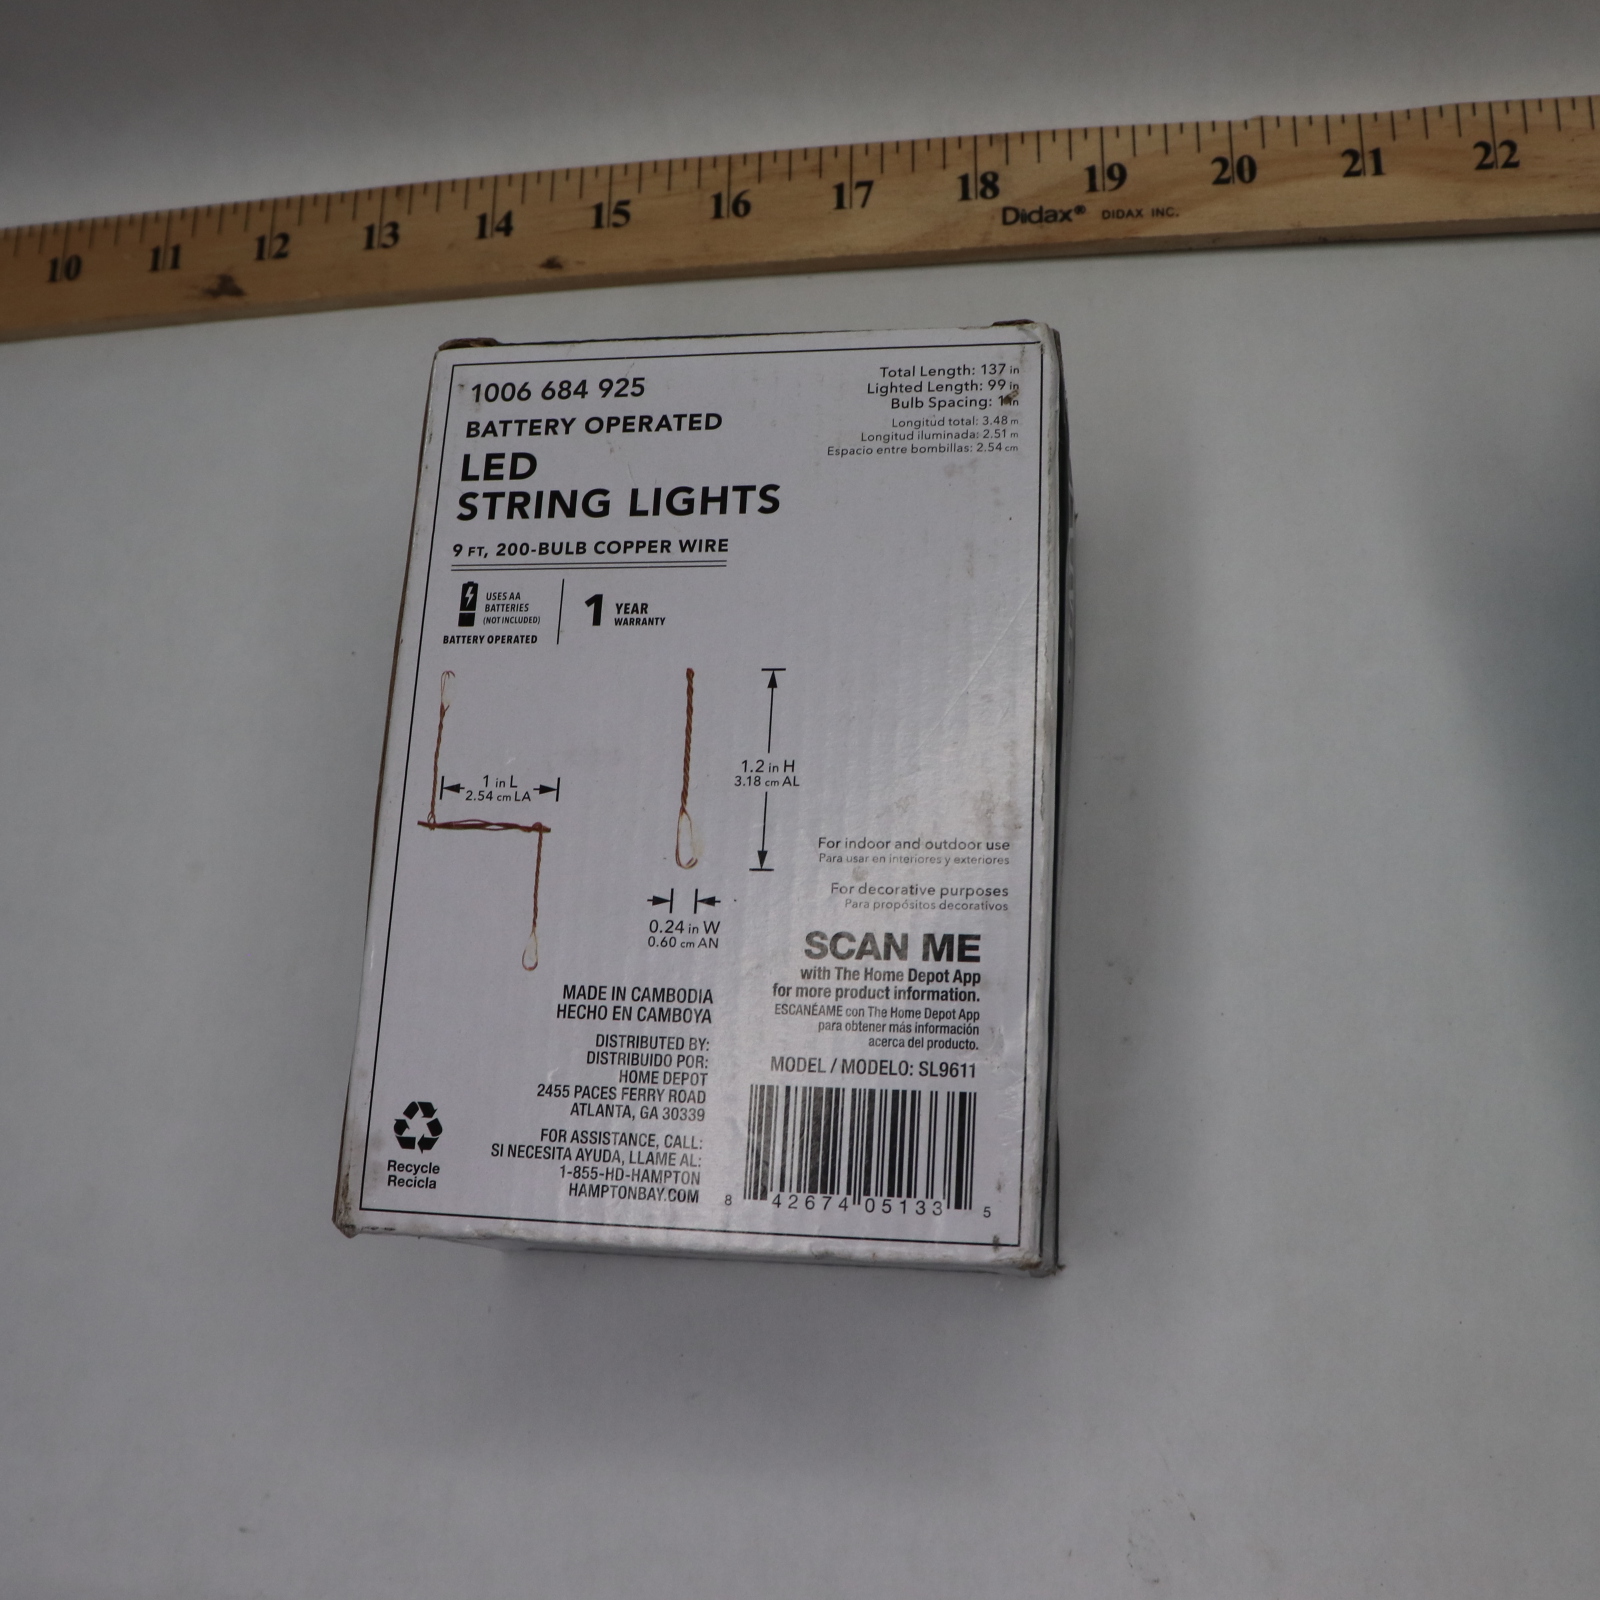 10 11 12 13 14 15 16 17 18 19 20 21 22
Didax® DIDAX INC.
1006 684 925
BATTERY OPERATED
LED
STRING LIGHTS
9 FT, 200-BULB COPPER WIRE
Total Length: 137 in
Lighted Length: 99 in
Bulb Spacing: 1 in
Longitud total: 3.48 m
Longitud iluminada: 2.51 m
Espacio entre bombillas: 2.54 cm
USES AA
BATTERIES
(NOT INCLUDED)
BATTERY OPERATED
1 YEAR
WARRANTY
1 in L
2.54 cm LA
1.2 in H
3.18 cm AL
0.24 in W
0.60 cm AN
For indoor and outdoor use
Para usar en interiores y exteriores
For decorative purposes
Para propósitos decorativos
SCAN ME
with The Home Depot App
for more product information.
ESCANÉAME con The Home Depot App
para obtener más información
acerca del producto.
MODEL / MODELO: SL9611
8 42674 05133 5
MADE IN CAMBODIA
HECHO EN CAMBOYA
DISTRIBUTED BY:
DISTRIBUIDO POR:
HOME DEPOT
2455 PACES FERRY ROAD
ATLANTA, GA 30339
FOR ASSISTANCE, CALL:
SI NECESITA AYUDA, LLAME AL:
1-855-HD-HAMPTON
HAMPTONBAY.COM
Recycle
Recicla